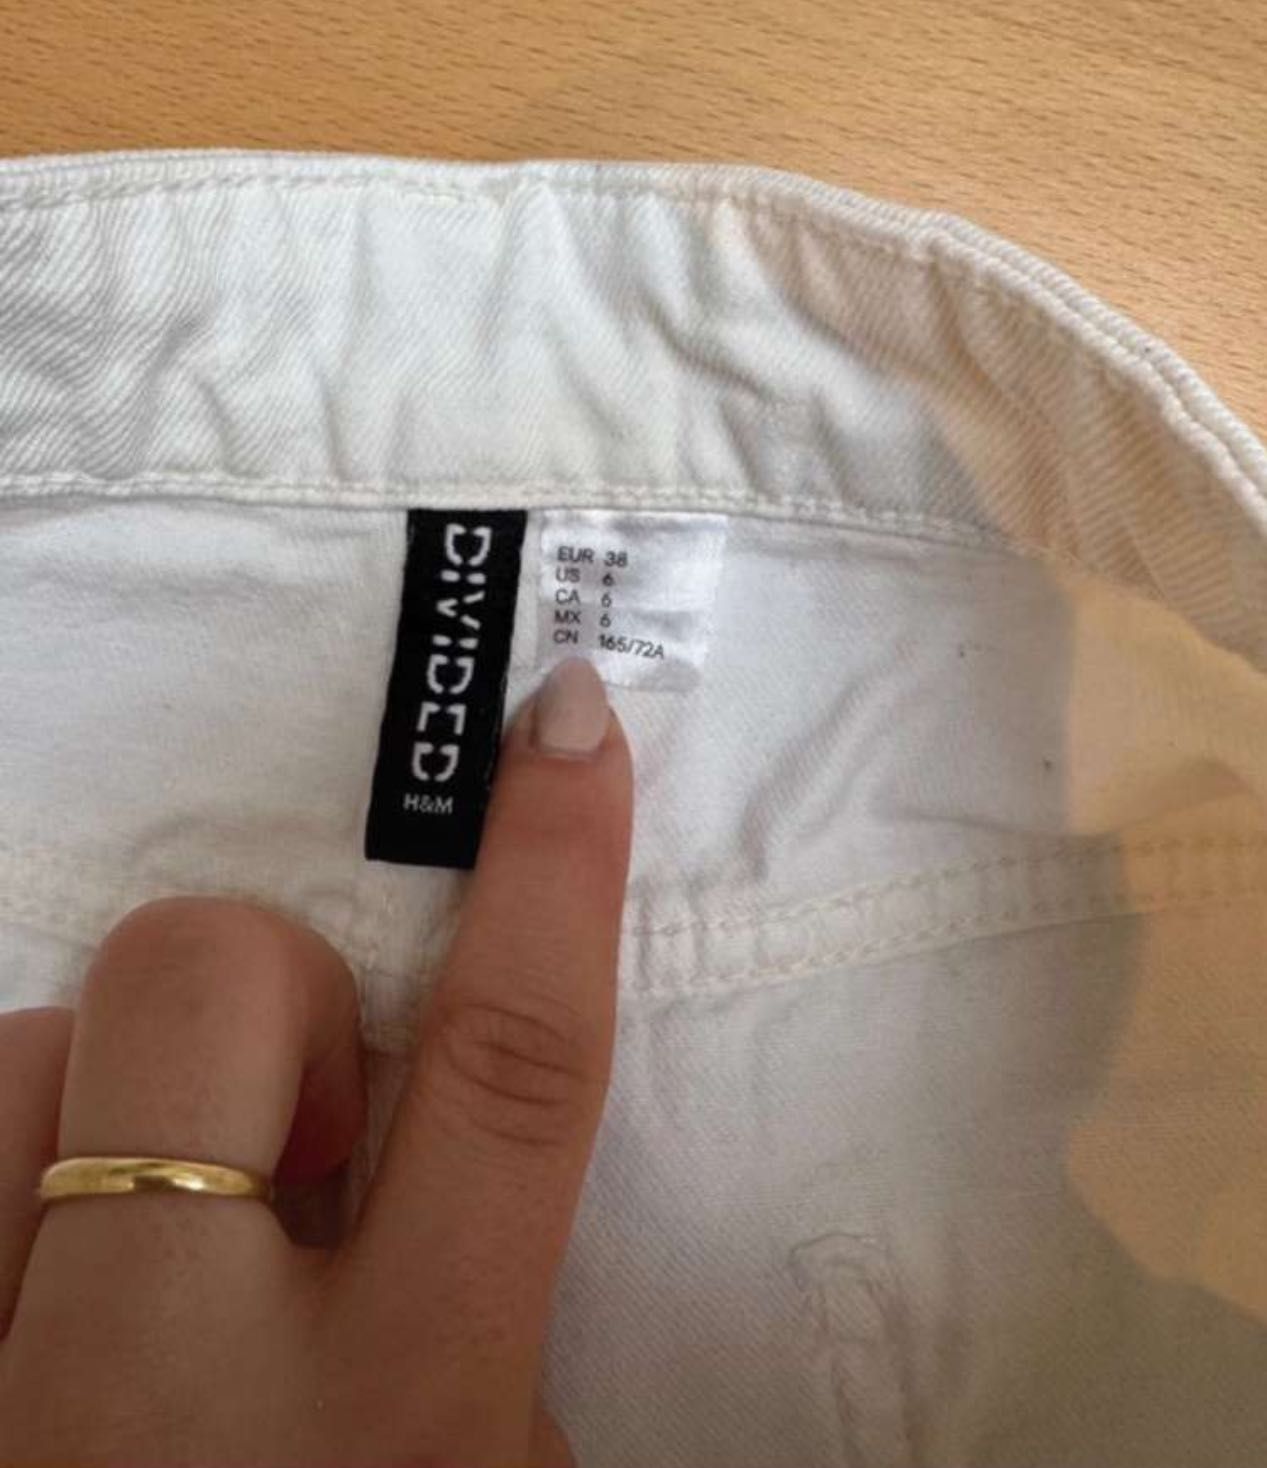 DIVIDED
H&M
EUR 38
US 6
CA 6
MX 6
CN 165/72A